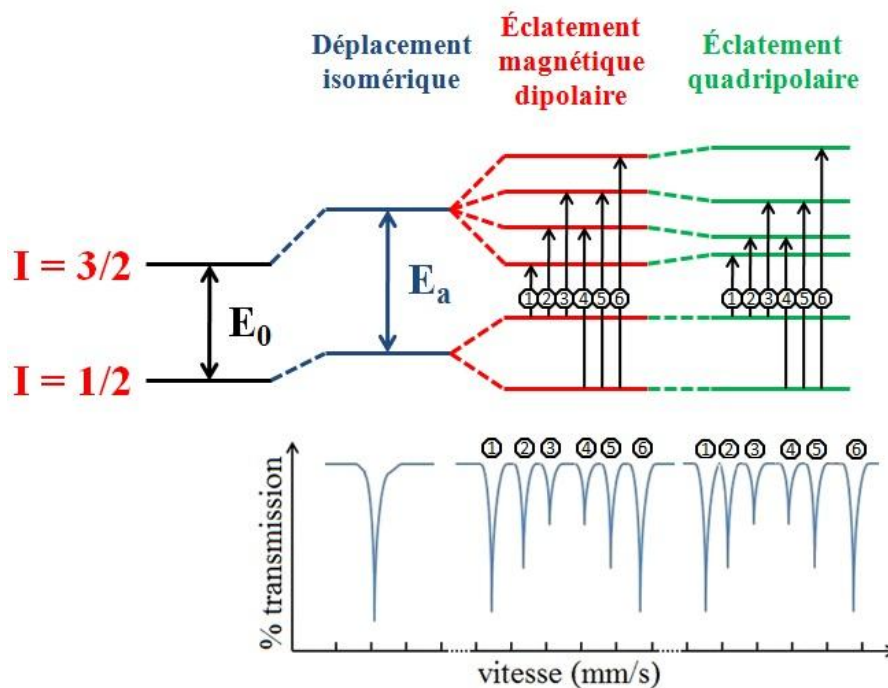 Déplacement
isomérique
Éclatement
magnétique
dipolaire
Éclatement
quadripolaire
I = 3/2
E₀
Eₐ
I = 1/2
① ② ③ ④ ⑤ ⑥
① ② ③ ④ ⑤ ⑥
① ② ③ ④ ⑤ ⑥
① ② ③ ④ ⑤ ⑥
% transmission
vitesse (mm/s)